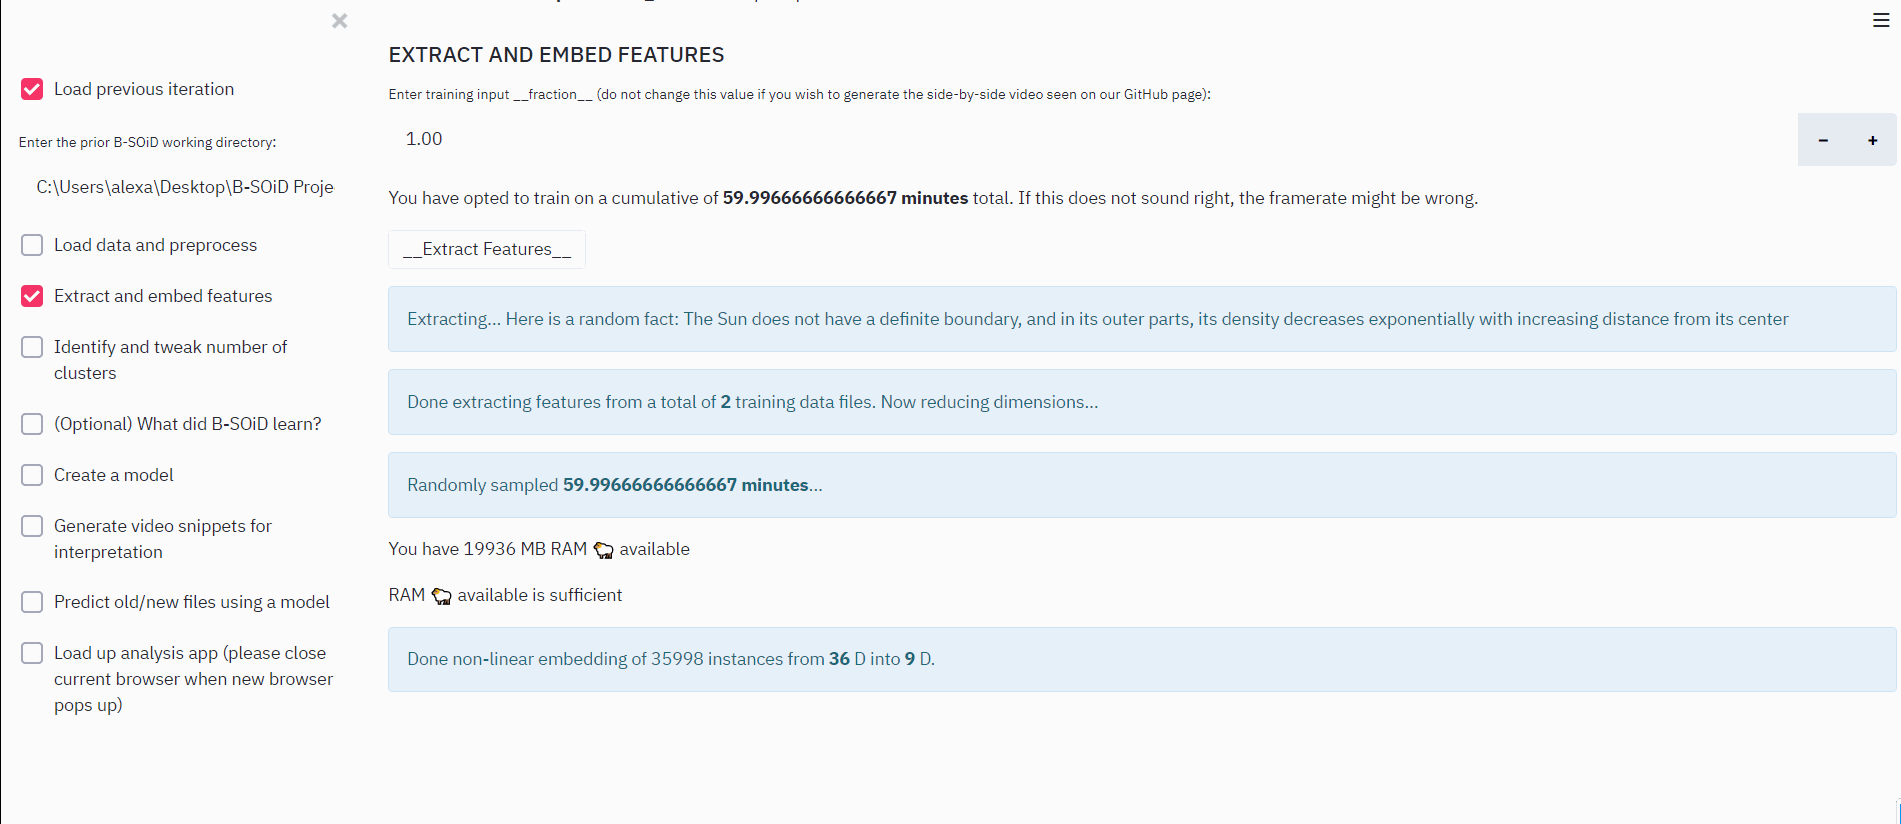 Load previous iteration
Enter the prior B-SOiD working directory:
C:\Users\alexa\Desktop\B-SOiD Proje
Load data and preprocess
Extract and embed features
Identify and tweak number of
clusters
(Optional) What did B-SOiD learn?
Create a model
Generate video snippets for
interpretation
Predict old/new files using a model
Load up analysis app (please close
current browser when new browser
pops up)
EXTRACT AND EMBED FEATURES
Enter training input __fraction__ (do not change this value if you wish to generate the side-by-side video seen on our GitHub page):
1.00
- +
You have opted to train on a cumulative of 59.99666666666667 minutes total. If this does not sound right, the framerate might be wrong.
__Extract Features__
Extracting... Here is a random fact: The Sun does not have a definite boundary, and in its outer parts, its density decreases exponentially with increasing distance from its center
Done extracting features from a total of 2 training data files. Now reducing dimensions...
Randomly sampled 59.99666666666667 minutes...
You have 19936 MB RAM 🐏 available
RAM 🐏 available is sufficient
Done non-linear embedding of 35998 instances from 36 D into 9 D.